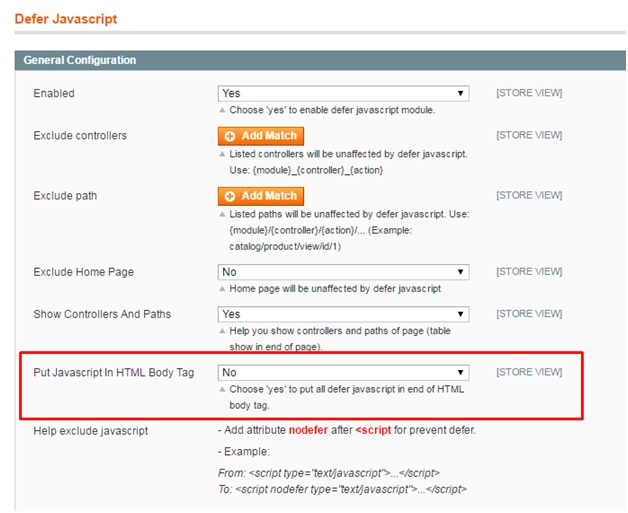 Defer Javascript
General Configuration
Enabled Yes [STORE VIEW]
Choose 'yes' to enable defer javascript module.
Exclude controllers Add Match [STORE VIEW]
Listed controllers will be unaffected by defer javascript.
Use: {module}_{controller}_{action}
Exclude path Add Match [STORE VIEW]
Listed paths will be unaffected by defer javascript. Use:
{module}/{controller}/{action}/... (Example:
catalog/product/view/id/1)
Exclude Home Page No [STORE VIEW]
Home page will be unaffected by defer javascript
Show Controllers And Paths Yes [STORE VIEW]
Help you show controllers and paths of page (table
show in end of page).
Put Javascript In HTML Body Tag No [STORE VIEW]
Choose 'yes' to put all defer javascript in end of HTML
body tag.
Help exclude javascript - Add attribute nodefer after <script for prevent defer.
- Example:
From: <script type="text/javascript">...</script>
To: <script nodefer type="text/javascript">...</script>